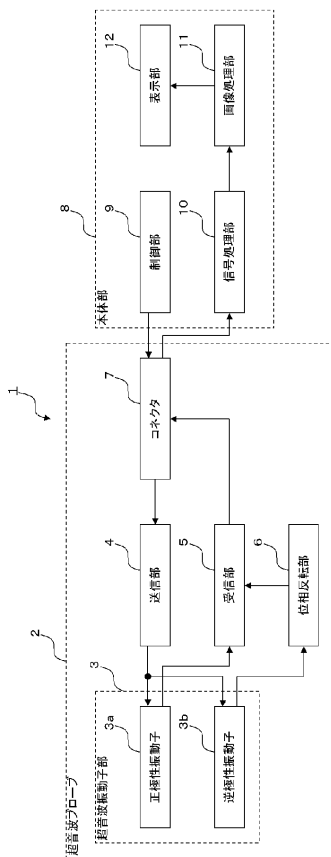 1
2
超音波プローブ
3
超音波振動子部
3a
正極性振動子
3b
逆極性振動子
4
送信部
5
受信部
6
位相反転部
7
コネクタ
8
本体部
9
制御部
10
信号処理部
11
画像処理部
12
表示部